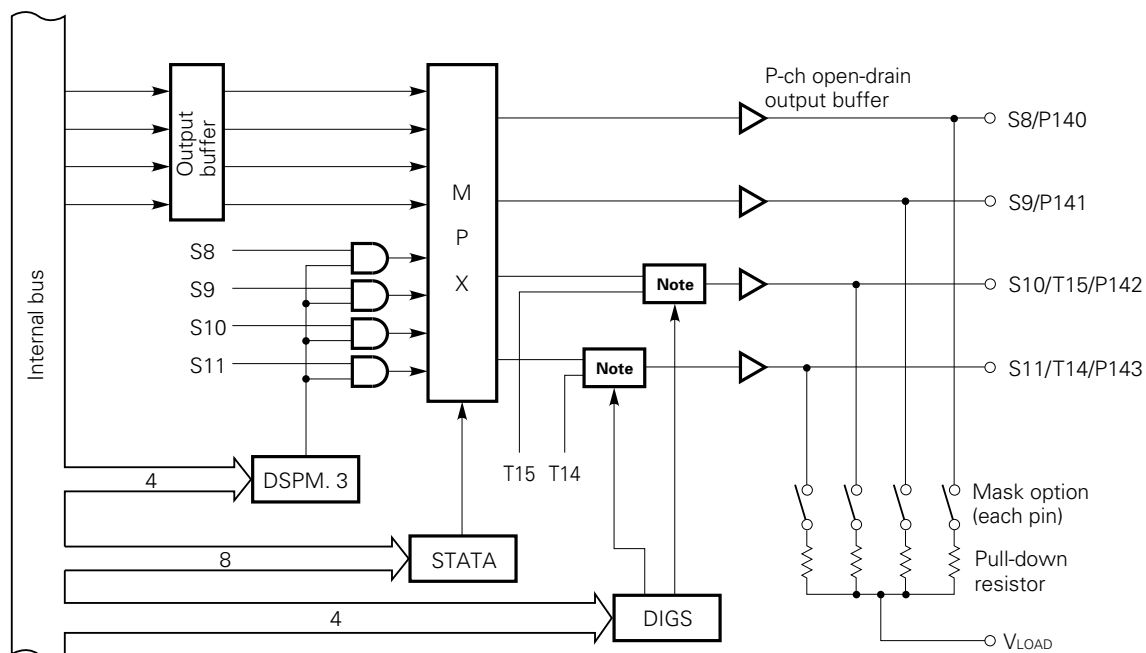 P-ch open-drain
output buffer
Output
buffer
S8/P140
M
P
X
S9/P141
S8
S9
S10
S11
Note
S10/T15/P142
Note
S11/T14/P143
Internal bus
T15
T14
4
DSPM. 3
Mask option
(each pin)
8
STATA
Pull-down
resistor
4
DIGS
VLOAD